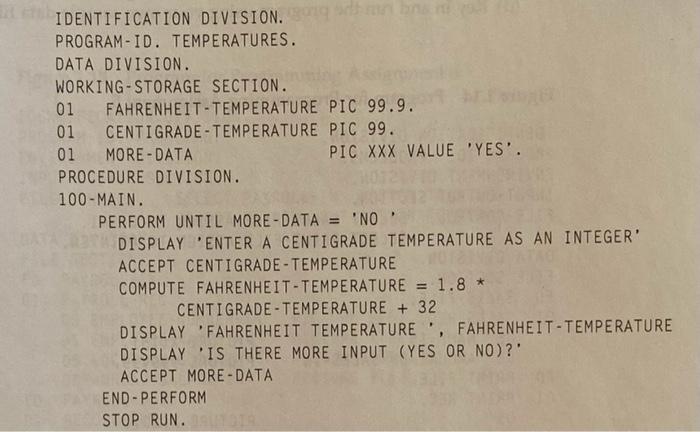 IDENTIFICATION DIVISION.
PROGRAM-ID. TEMPERATURES.
DATA DIVISION.
WORKING-STORAGE SECTION.
01 FAHRENHEIT-TEMPERATURE PIC 99.9.
01 CENTIGRADE-TEMPERATURE PIC 99.
01 MORE-DATA PIC XXX VALUE 'YES'.
PROCEDURE DIVISION.
100-MAIN.
PERFORM UNTIL MORE-DATA = 'NO '
DISPLAY 'ENTER A CENTIGRADE TEMPERATURE AS AN INTEGER'
ACCEPT CENTIGRADE-TEMPERATURE
COMPUTE FAHRENHEIT-TEMPERATURE = 1.8 *
CENTIGRADE-TEMPERATURE + 32
DISPLAY 'FAHRENHEIT TEMPERATURE ', FAHRENHEIT-TEMPERATURE
DISPLAY 'IS THERE MORE INPUT (YES OR NO)?'
ACCEPT MORE-DATA
END-PERFORM
STOP RUN.